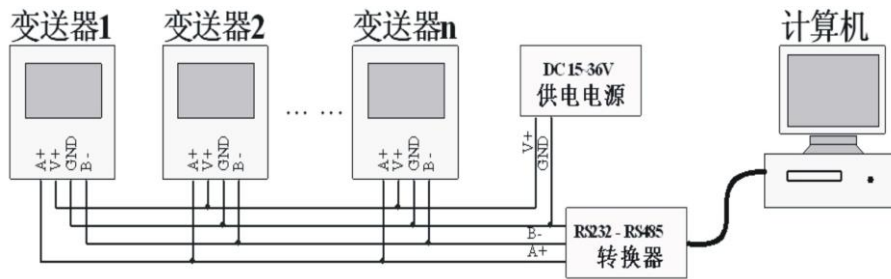 变送器1
变送器2
变送器n
计算机
DC 15-36V
供电电源
... ...
A+
V+
GND
B-
A+
V+
GND
B-
A+
V+
GND
B-
V+
GND
B-
A+
RS232 - RS485
转换器